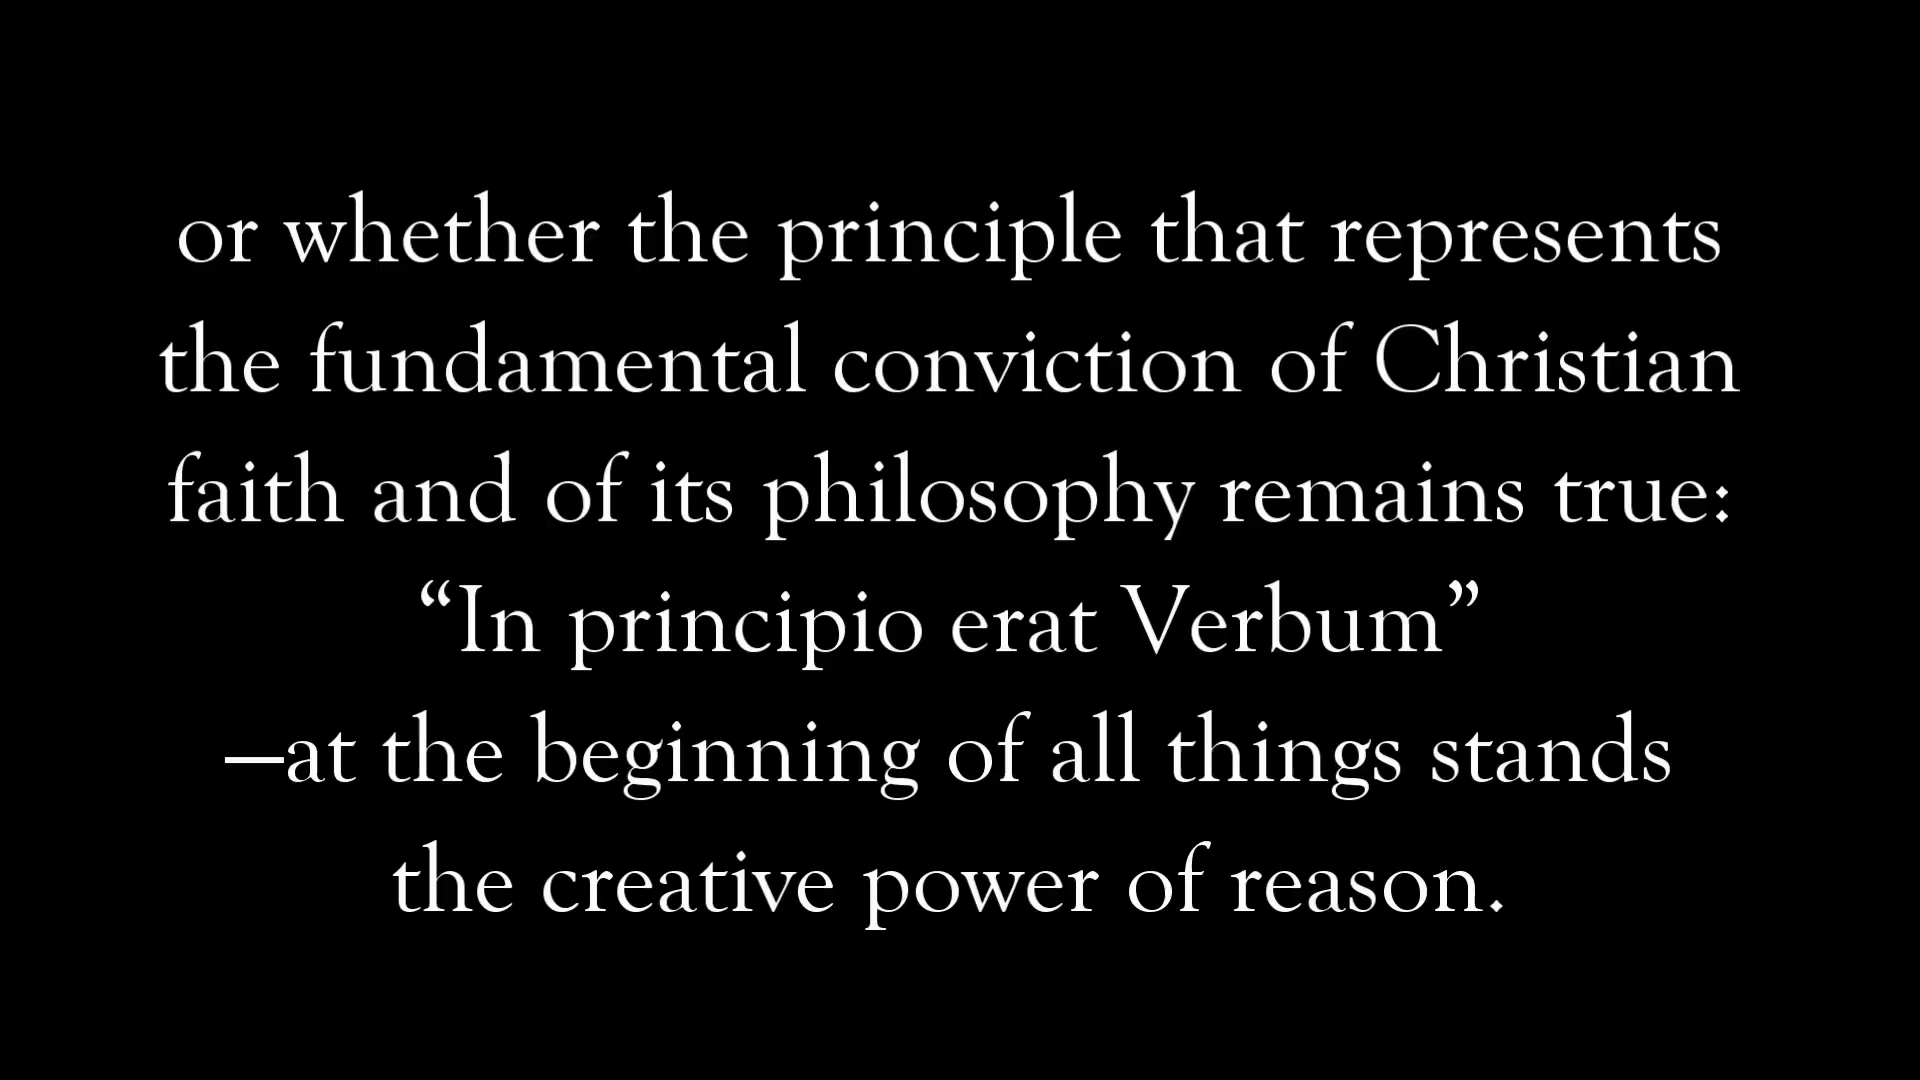 or whether the principle that represents
the fundamental conviction of Christian
faith and of its philosophy remains true:
“In principio erat Verbum”
—at the beginning of all things stands
the creative power of reason.